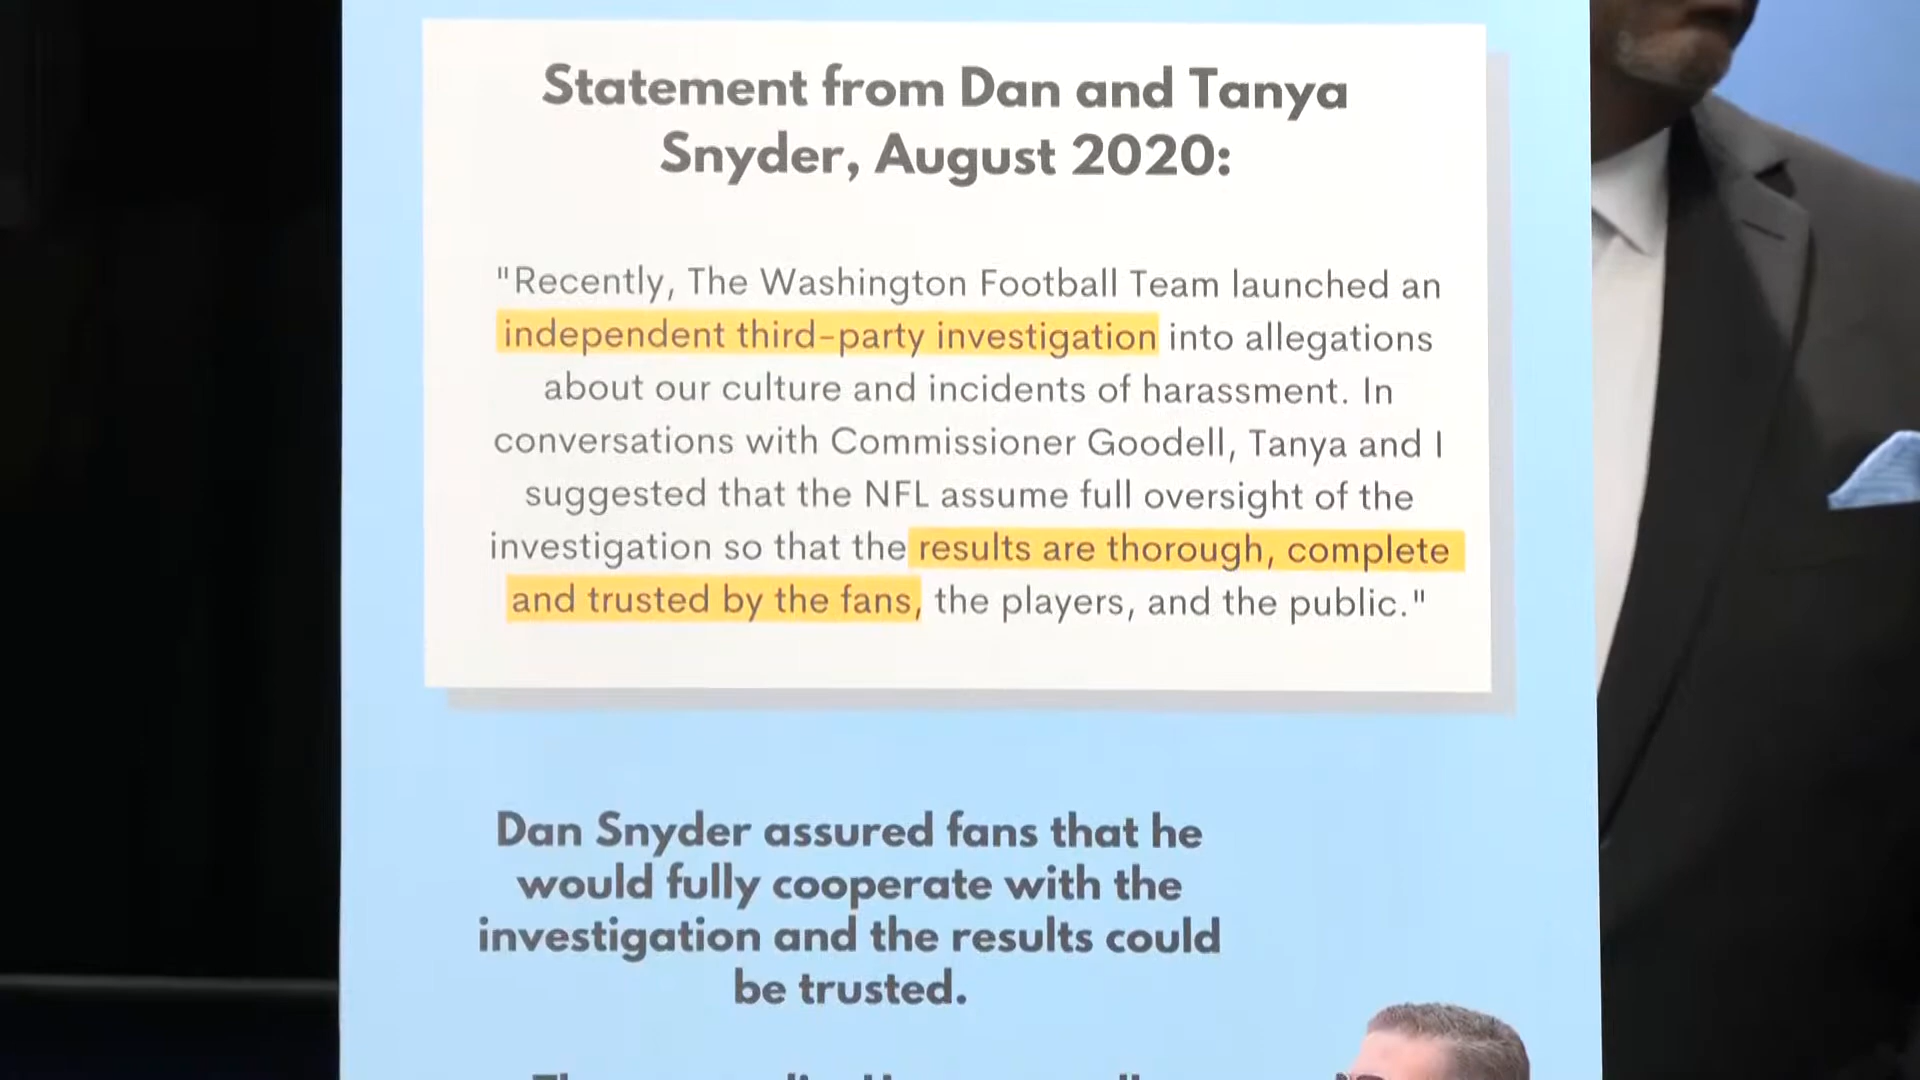 Statement from Dan and Tanya
Snyder, August 2020:
"Recently, The Washington Football Team launched an
independent third-party investigation into allegations
about our culture and incidents of harassment. In
conversations with Commissioner Goodell, Tanya and I
suggested that the NFL assume full oversight of the
investigation so that the results are thorough, complete
and trusted by the fans, the players, and the public."
Dan Snyder assured fans that he
would fully cooperate with the
investigation and the results could
be trusted.